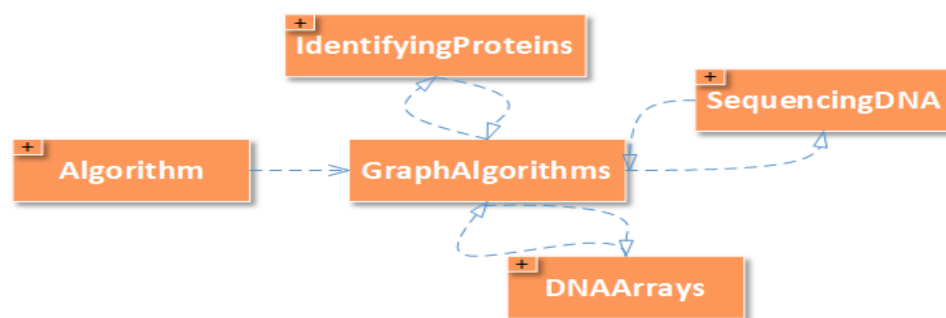 +
IdentifyingProteins
+
SequencingDNA
+
Algorithm
GraphAlgorithms
+
DNAArrays